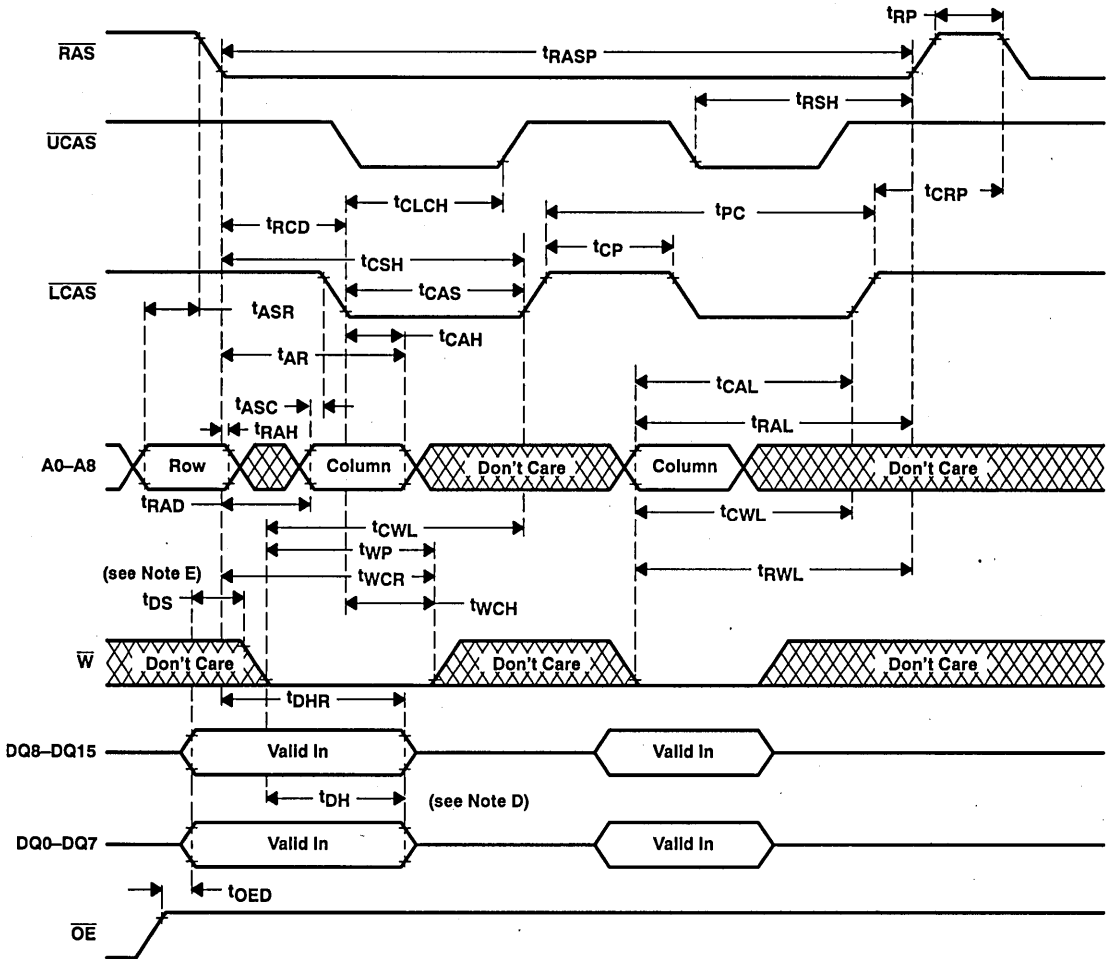 tRP
RAS
tRASP
tRSH
UCAS
tCLCH
tCRP
tPC
tRCD
tCP
tCSH
LCAS
tCAS
tASR
tCAH
tAR
tCAL
tASC
tRAL
tRAH
A0–A8
Row
Column
Don't Care
Column
Don't Care
tRAD
tCWL
tCWL
tWP
(see Note E)
tWCR
tRWL
tDS
tWCH
W
Don't Care
Don't Care
Don't Care
tDHR
DQ8–DQ15
Valid In
Valid In
tDH
(see Note D)
DQ0–DQ7
Valid In
Valid In
tOED
OE